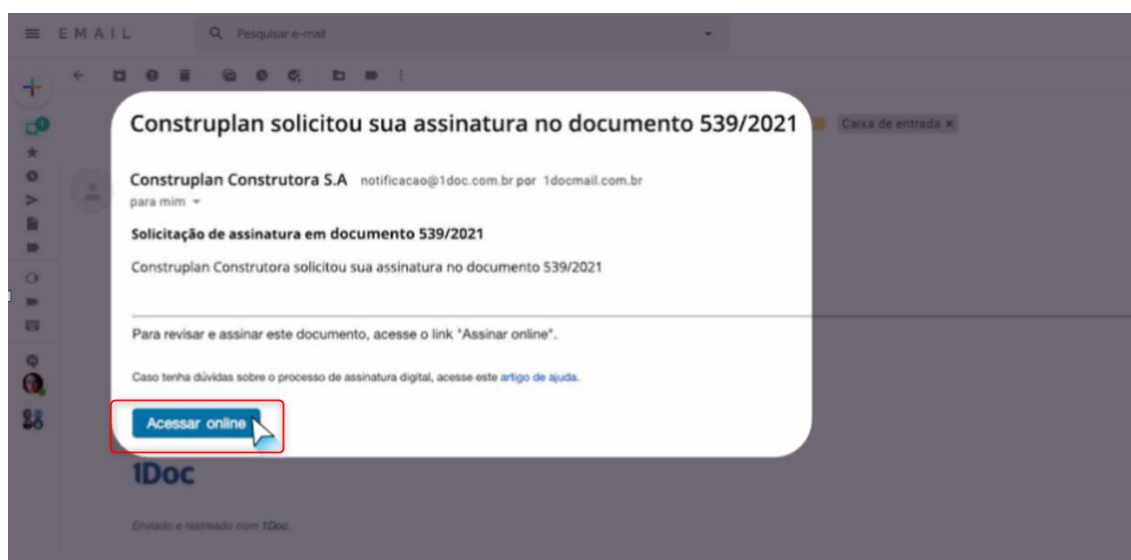 EMAIL
Pesquisar e-mail
Construplan solicitou sua assinatura no documento 539/2021
Caixa de entrada ×
Construplan Construtora S.A notificacao@1doc.com.br por 1docmail.com.br
para mim
Solicitação de assinatura em documento 539/2021
Construplan Construtora solicitou sua assinatura no documento 539/2021
Para revisar e assinar este documento, acesse o link "Assinar online".
Caso tenha dúvidas sobre o processo de assinatura digital, acesse este artigo de ajuda.
Acessar online
1Doc
Enviado e rastreado com 1Doc.